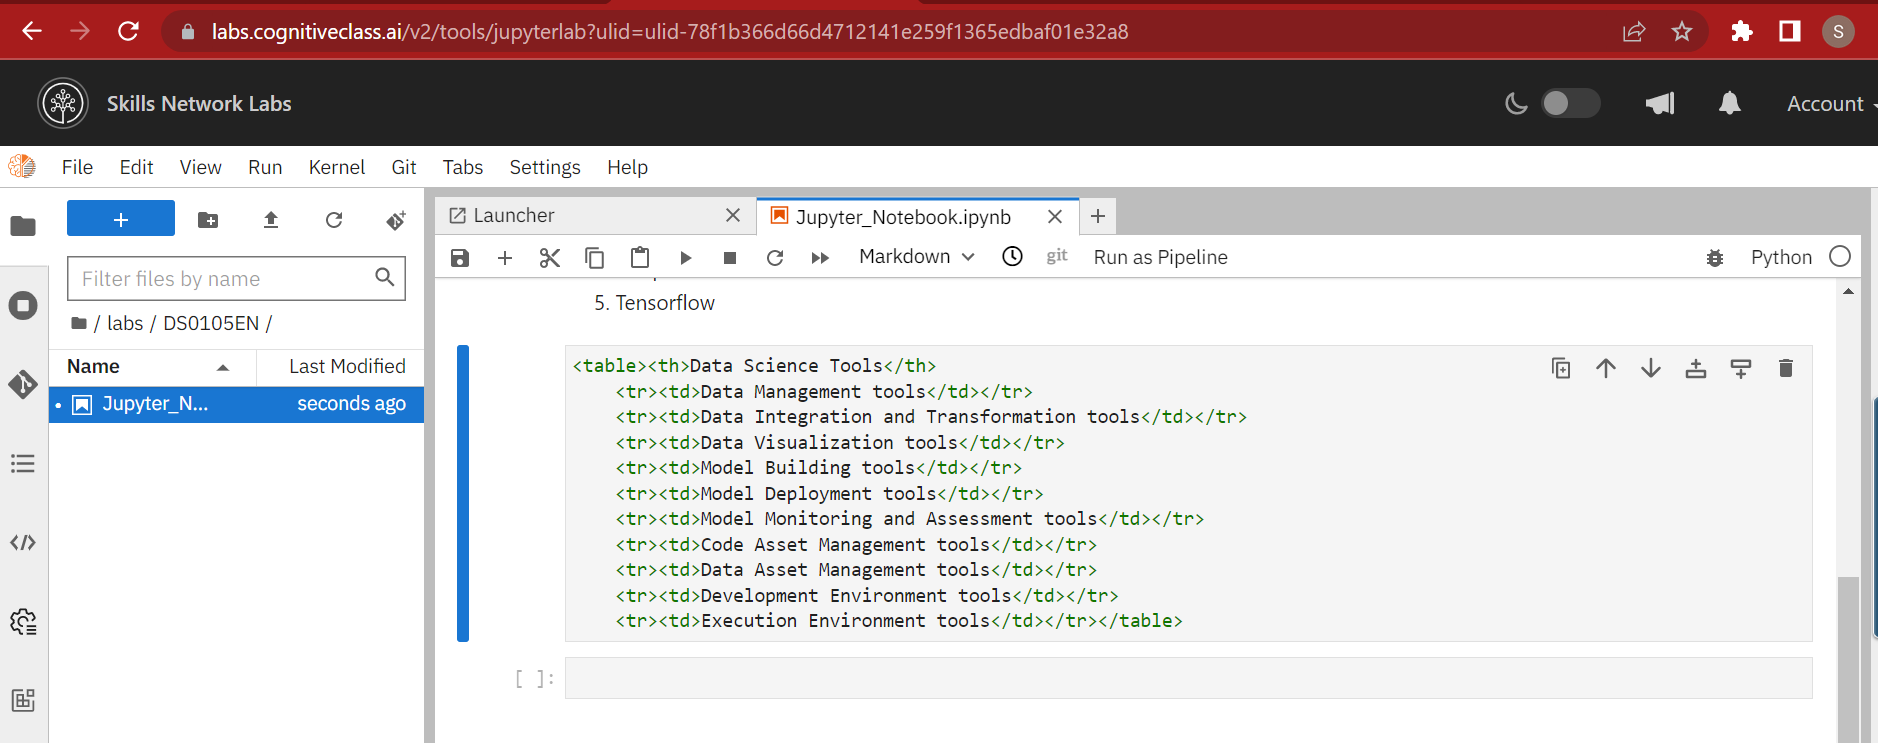 labs.cognitiveclass.ai/v2/tools/jupyterlab?ulid=ulid-78f1b366d66d4712141e259f1365edbaf01e32a8
S
Skills Network Labs
Account
File Edit View Run Kernel Git Tabs Settings Help
+
Launcher
Jupyter_Notebook.ipynb
Markdown
git
Run as Pipeline
Python
Filter files by name
/ labs / DS0105EN /
Name Last Modified
Jupyter_N... seconds ago
5. Tensorflow
<table><th>Data Science Tools</th>
<tr><td>Data Management tools</td></tr>
<tr><td>Data Integration and Transformation tools</td></tr>
<tr><td>Data Visualization tools</td></tr>
<tr><td>Model Building tools</td></tr>
<tr><td>Model Deployment tools</td></tr>
<tr><td>Model Monitoring and Assessment tools</td></tr>
<tr><td>Code Asset Management tools</td></tr>
<tr><td>Data Asset Management tools</td></tr>
<tr><td>Development Environment tools</td></tr>
<tr><td>Execution Environment tools</td></tr></table>
[ ]: